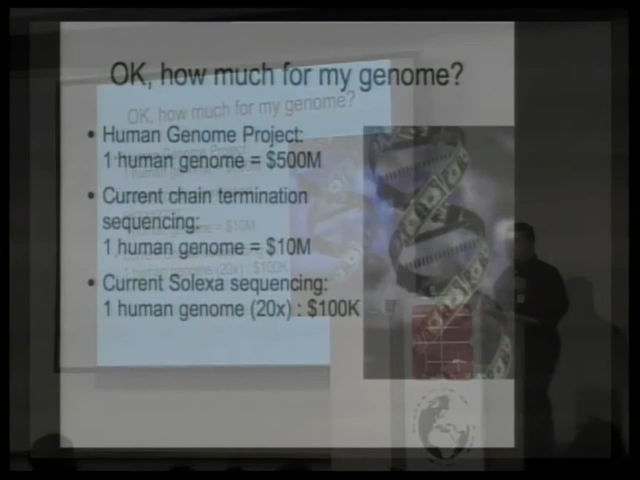 OK, how much for my genome?
OK, how much for my genome?
• Human Genome Project:
1 human genome = $500M
• Current chain termination
sequencing:
1 human genome = $10M
• Current Solexa sequencing:
1 human genome (20x) : $100K